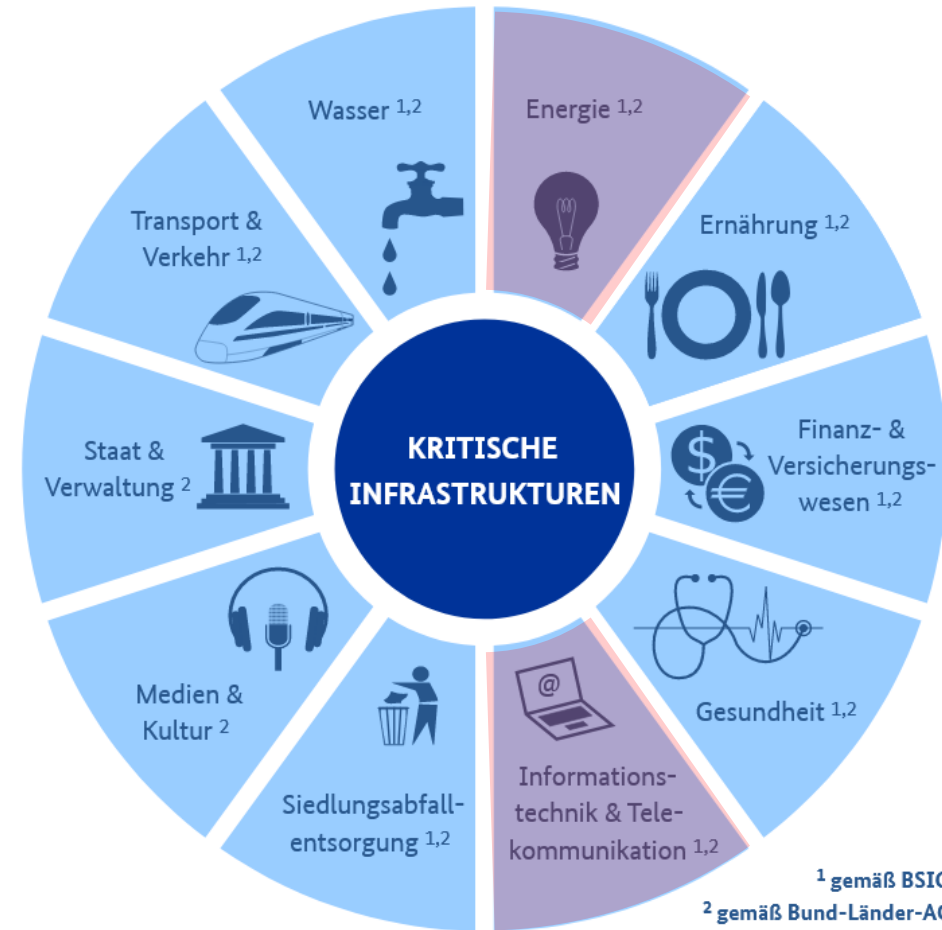 Wasser 1,2
Energie 1,2
Ernährung 1,2
Finanz- &
Versicherungs-
wesen 1,2
Gesundheit 1,2
@
Informations-
technik & Tele-
kommunikation 1,2
Siedlungsabfall-
entsorgung 1,2
Medien &
Kultur 2
Staat &
Verwaltung 2
Transport &
Verkehr 1,2
$
€
KRITISCHE
INFRASTRUKTUREN
1 gemäß BSIG
2 gemäß Bund-Länder-AG